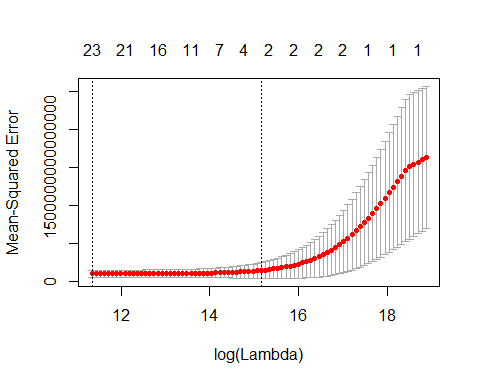 23 21 16 11 7 4 2 2 2 2 1 1 1
Mean-Squared Error
0 1500000000000000
12 14 16 18
log(Lambda)